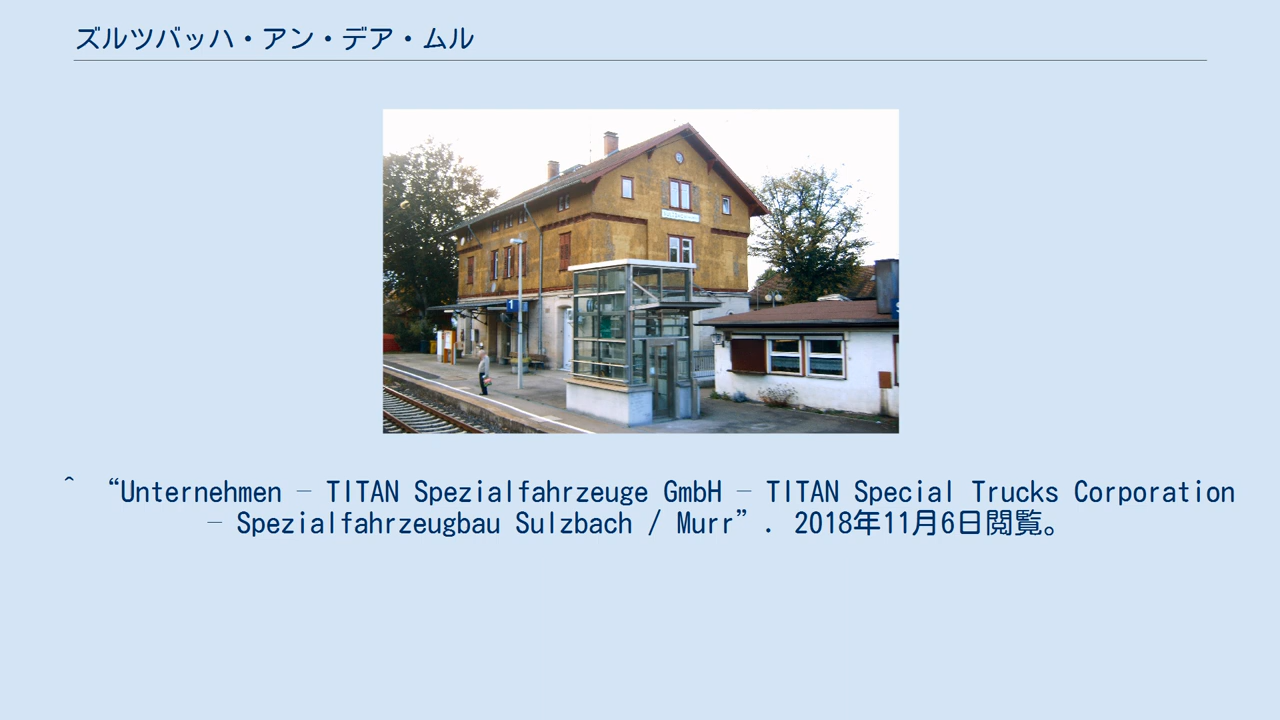 ズルツバッハ・アン・デア・ムル
1
^ “Unternehmen – TITAN Spezialfahrzeuge GmbH – TITAN Special Trucks Corporation
– Spezialfahrzeugbau Sulzbach / Murr”. 2018年11月6日閲覧。